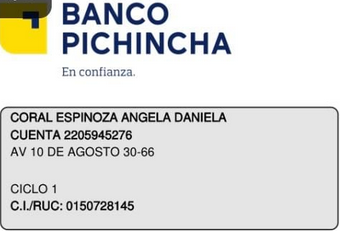 BANCO
PICHINCHA
En confianza.
CORAL ESPINOZA ANGELA DANIELA
CUENTA 2205945276
AV 10 DE AGOSTO 30-66
CICLO 1
C.I./RUC: 0150728145